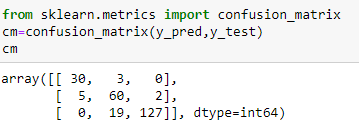 from sklearn.metrics import confusion_matrix
cm=confusion_matrix(y_pred,y_test)
cm
array([[ 30,   3,   0],
       [  5,  60,   2],
       [  0,  19, 127]], dtype=int64)